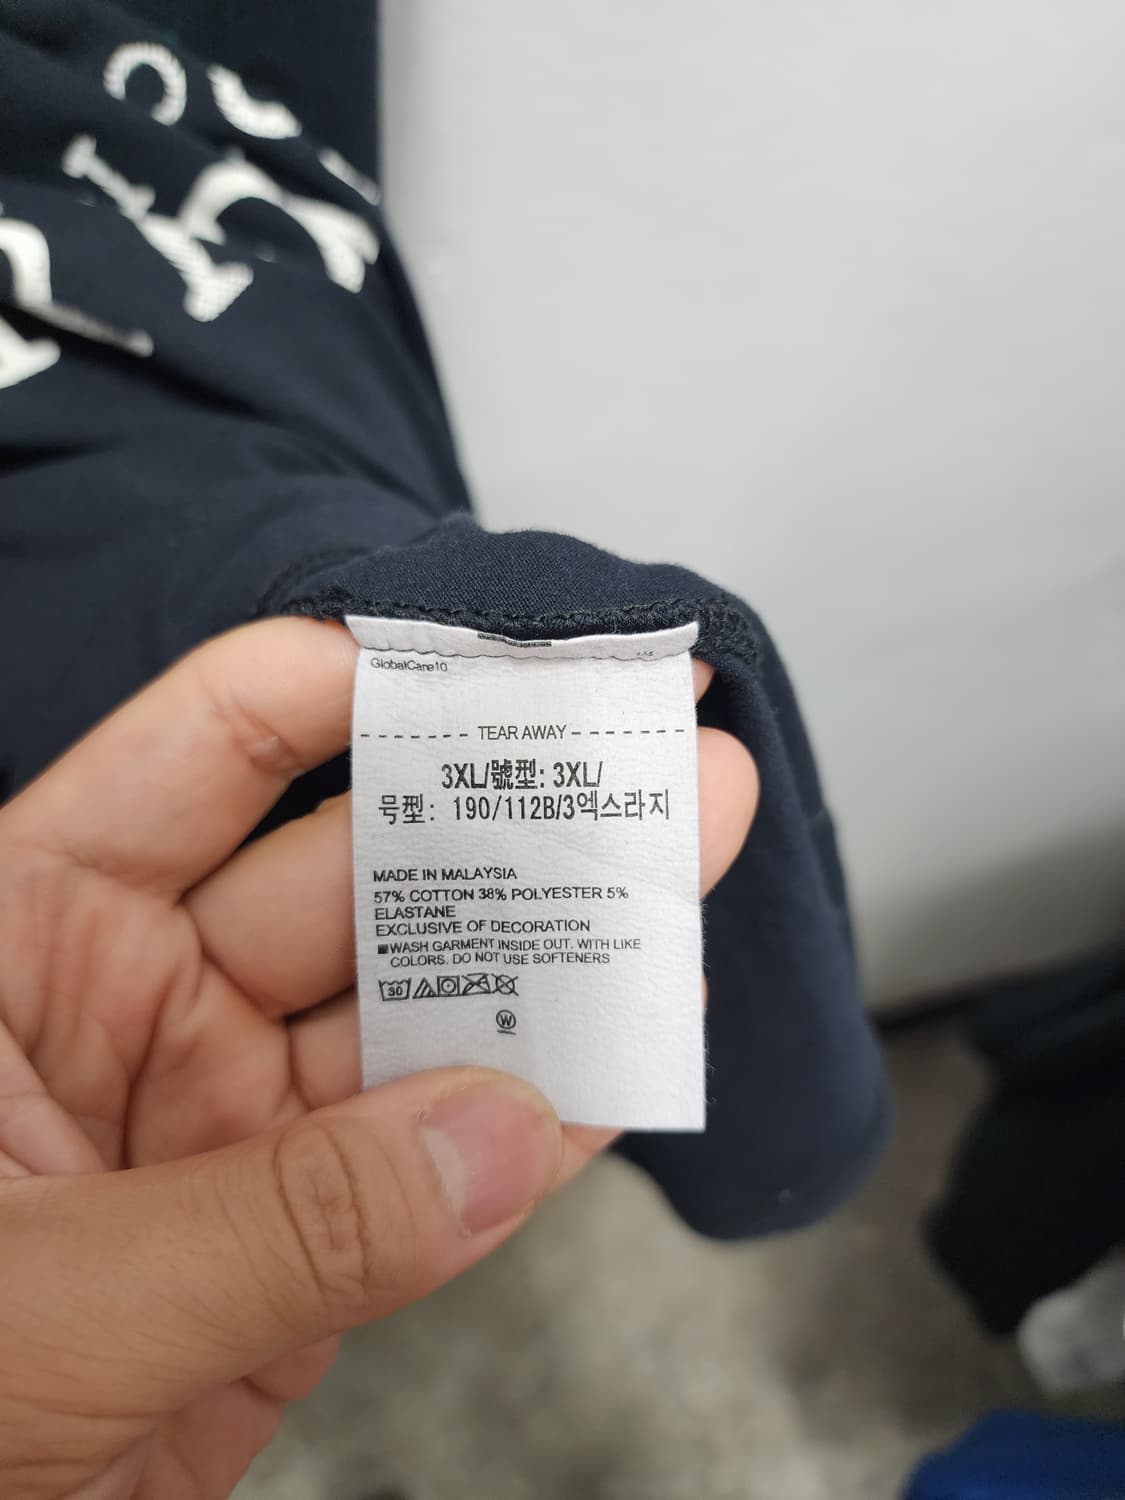 GlobalCare10
TEAR AWAY
3XL/號型: 3XL/
号型: 190/112B/3엑스라지
MADE IN MALAYSIA
57% COTTON 38% POLYESTER 5%
ELASTANE
EXCLUSIVE OF DECORATION
WASH GARMENT INSIDE OUT. WITH LIKE
COLORS. DO NOT USE SOFTENERS
30
W